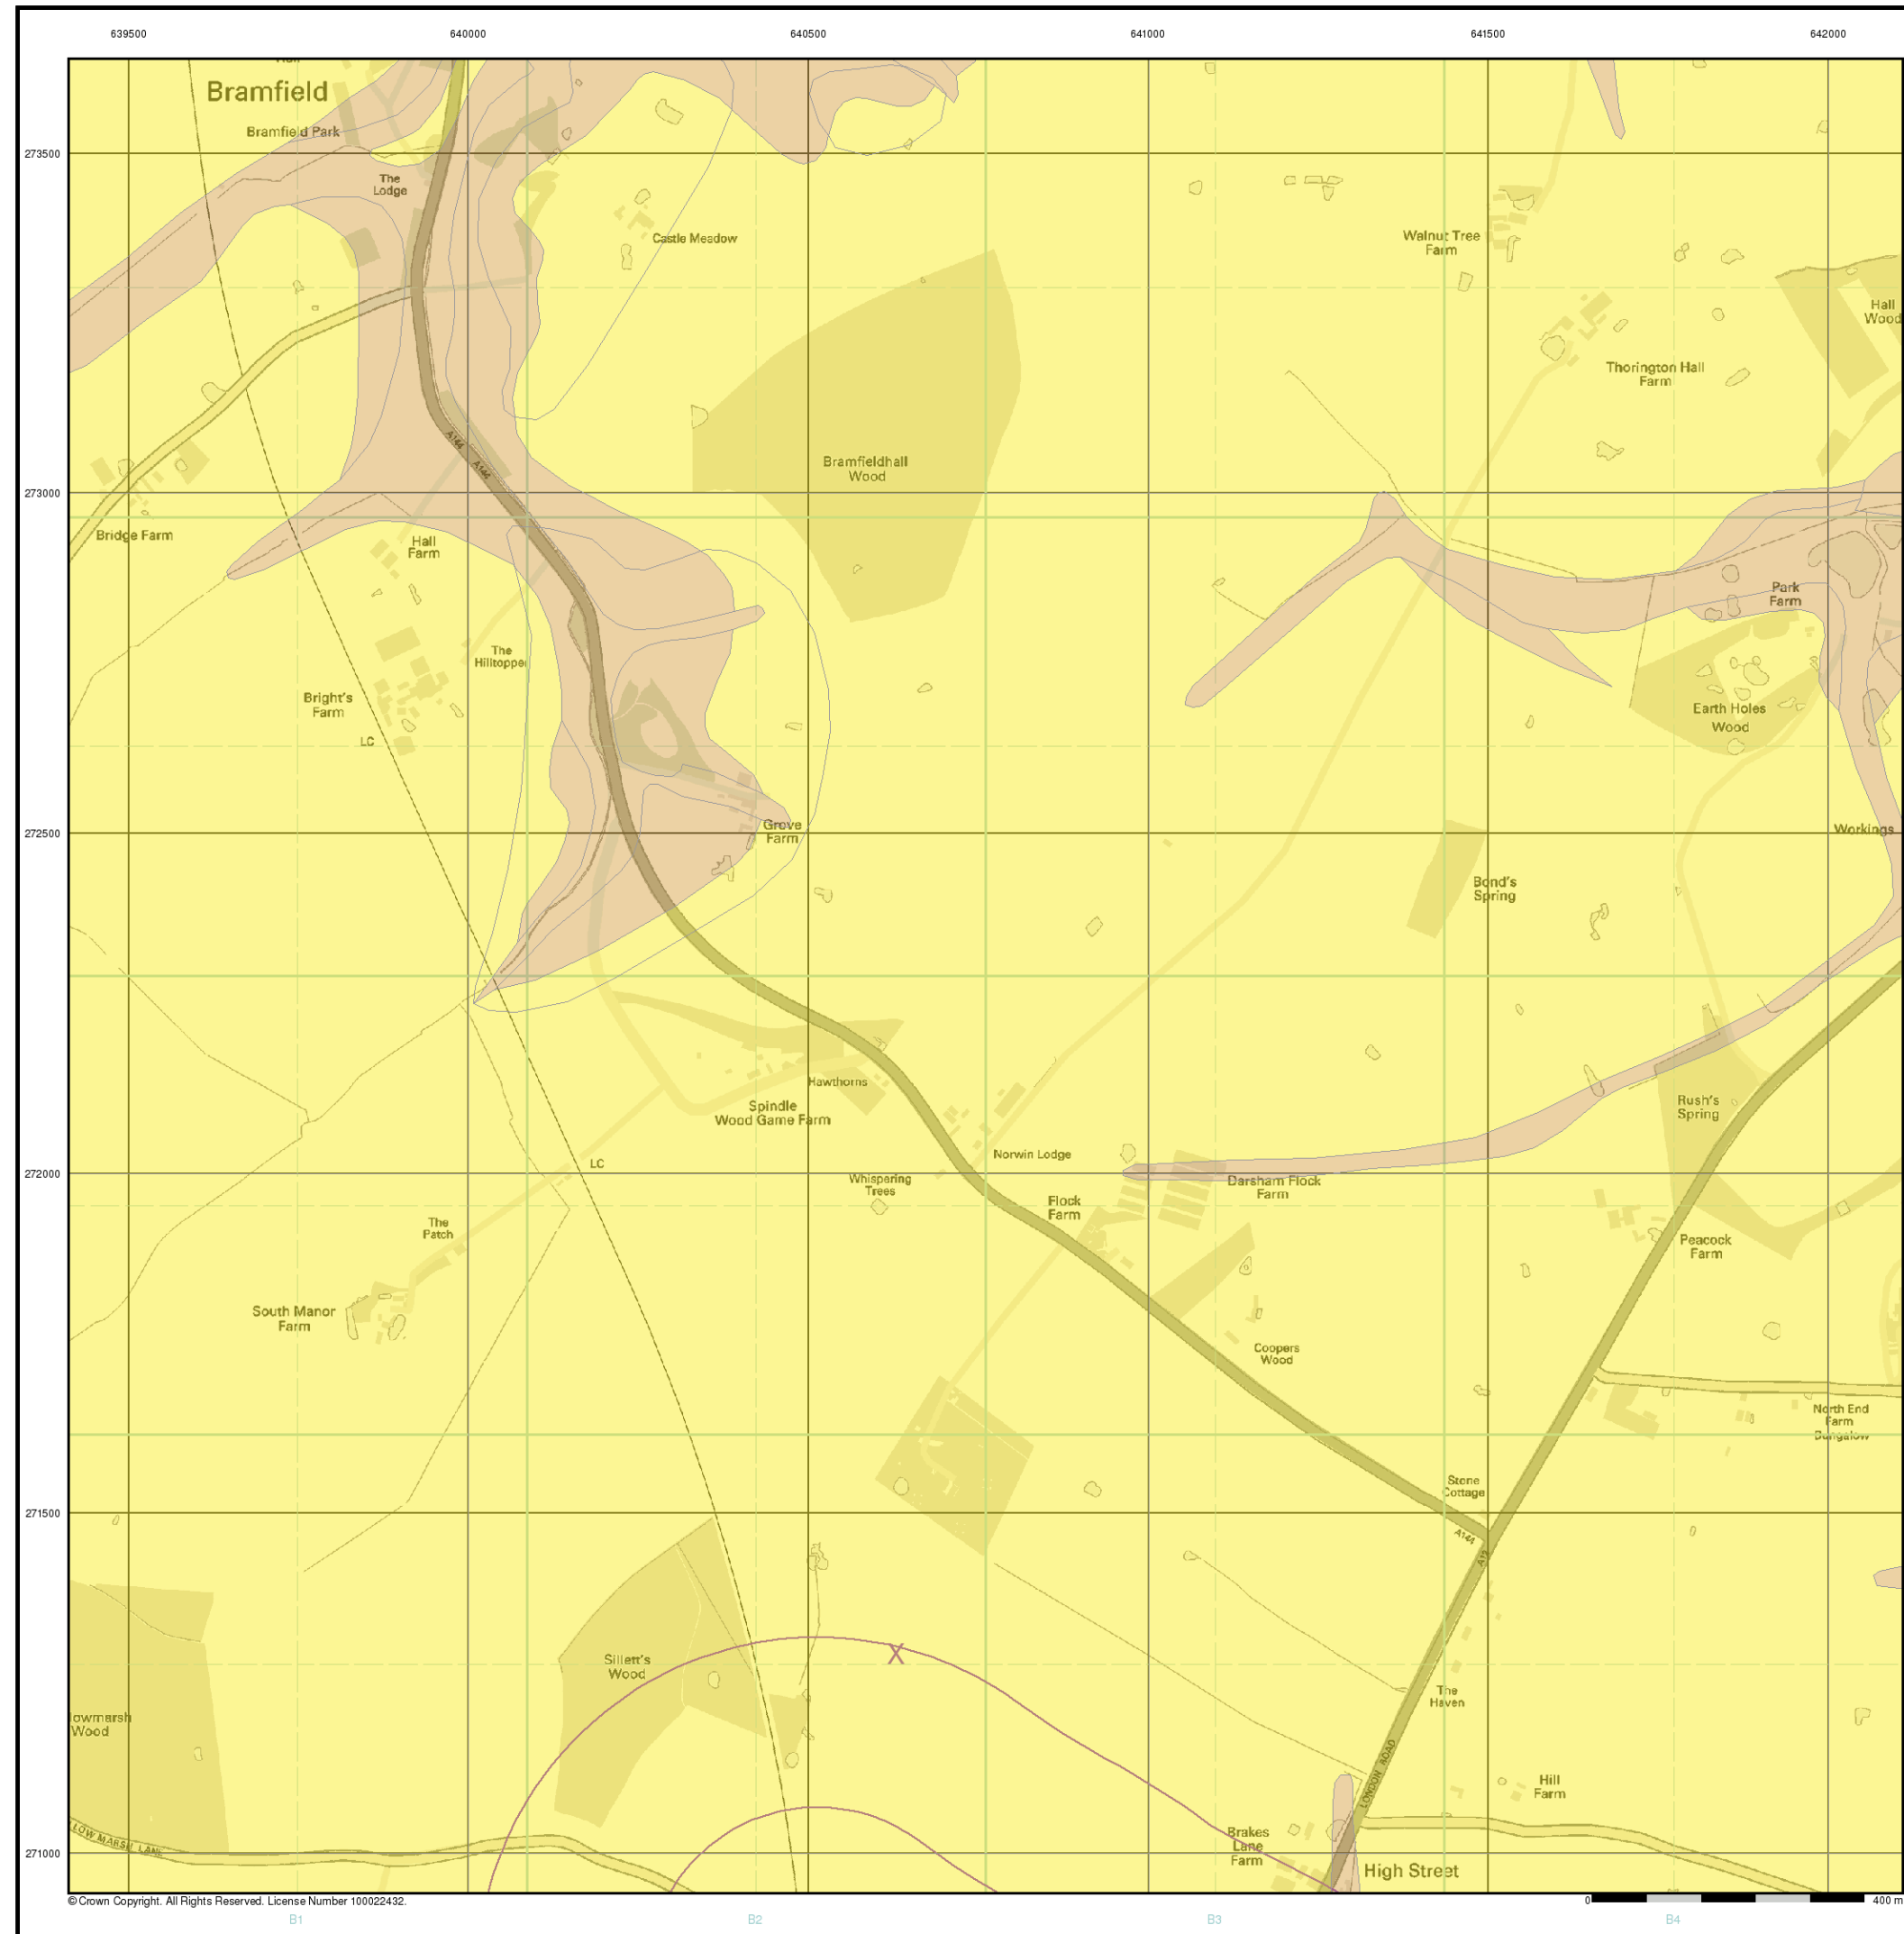 639500 640000 640500 641000 641500 642000
Bramfield
Bramfield Park
273500
The
Lodge
Castle Meadow
Walnut Tree
Farm
Hall
Wood
Thorington Hall
Farm
A144
A144
Bramfieldhall
Wood
273000
Bridge Farm
Hall
Farm
Park
Farm
The
Hilltopper
Bright's
Farm
LC
Earth Holes
Wood
272500
Grove
Farm
Workings
Bond's
Spring
Hawthorns
Spindle
Wood Game Farm
Rush's
Spring
Norwin Lodge
LC
272000
Whispering
Trees
Darsham Flock
Farm
Flock
Farm
The
Patch
Peacock
Farm
South Manor
Farm
Coopers
Wood
North End
Farm
Bungalow
Stone
Cottage
271500
A144
A12
X
Sillett's
Wood
The
Haven
lowmarsh
Wood
LONDON ROAD
Hill
Farm
LOW MARSH LANE
Brakes
Lane
Farm
271000
High Street
© Crown Copyright. All Rights Reserved. License Number 100022432.
0 400 m
B1 B2 B3 B4